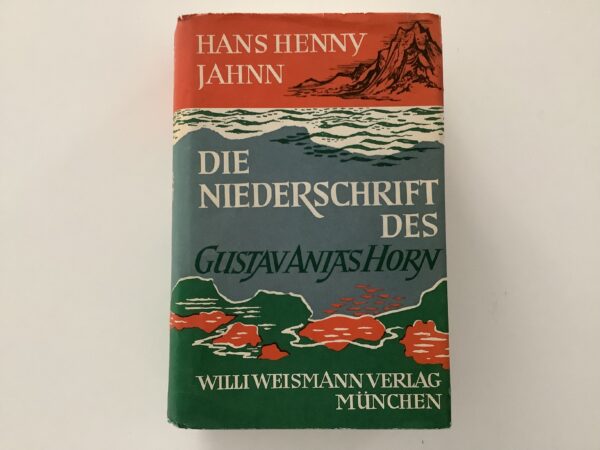 HANS HENNY
JAHNN
DIE
NIEDERSCHRIFT
DES
GUSTAV ANIAS HORN
WILLI WEISMANN VERLAG
MÜNCHEN